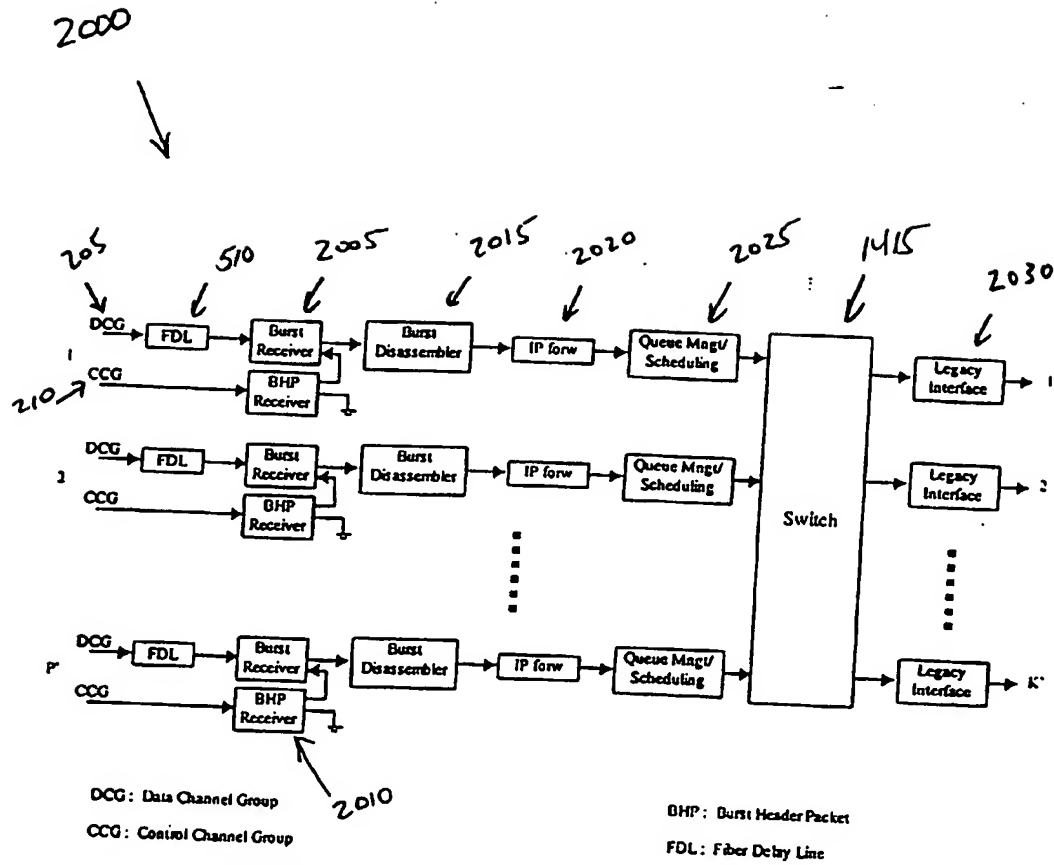 2000
205 510 2005 2015 2020 2025 1415 2030
DCG FDL Burst Receiver Burst Disassembler IP forw Queue Mngt/ Scheduling Legacy Interface 1
1
210 CCG BHP Receiver
DCG FDL Burst Receiver Burst Disassembler IP forw Queue Mngt/ Scheduling Legacy Interface 2
2
CCG BHP Receiver
Switch
DCG FDL Burst Receiver Burst Disassembler IP forw Queue Mngt/ Scheduling Legacy Interface K'
P'
CCG BHP Receiver
2010
DCG: Data Channel Group
CCG: Control Channel Group
BHP: Burst Header Packet
FDL: Fiber Delay Line